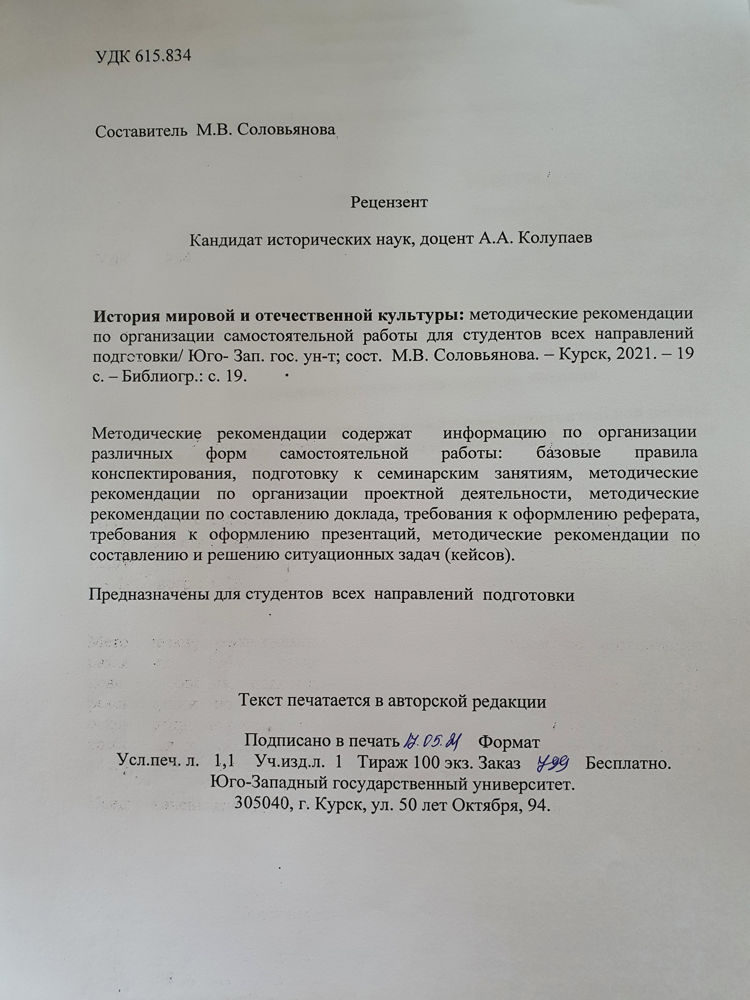 УДК 615.834
Составитель М.В. Соловьянова
Рецензент
Кандидат исторических наук, доцент А.А. Колупаев
История мировой и отечественной культуры: методические рекомендации
по организации самостоятельной работы для студентов всех направлений
подготовки/ Юго- Зап. гос. ун-т; сост. М.В. Соловьянова. – Курск, 2021. – 19
с. – Библиогр.: с. 19.
Методические рекомендации содержат информацию по организации
различных форм самостоятельной работы: базовые правила
конспектирования, подготовку к семинарским занятиям, методические
рекомендации по организации проектной деятельности, методические
рекомендации по составлению доклада, требования к оформлению реферата,
требования к оформлению презентаций, методические рекомендации по
составлению и решению ситуационных задач (кейсов).
Предназначены для студентов всех направлений подготовки
Текст печатается в авторской редакции
Подписано в печать 17.05.21 Формат
Усл.печ. л. 1,1 Уч.изд.л. 1 Тираж 100 экз. Заказ 799 Бесплатно.
Юго-Западный государственный университет.
305040, г. Курск, ул. 50 лет Октября, 94.